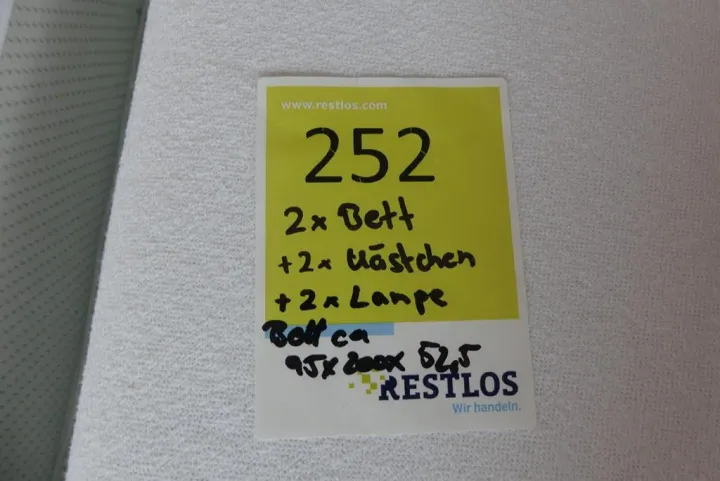 www.restlos.com
252
2x Bett
+2x Kästchen
+2x Lampe
Bett ca
95x200x 52,5
RESTLOS
Wir handeln.